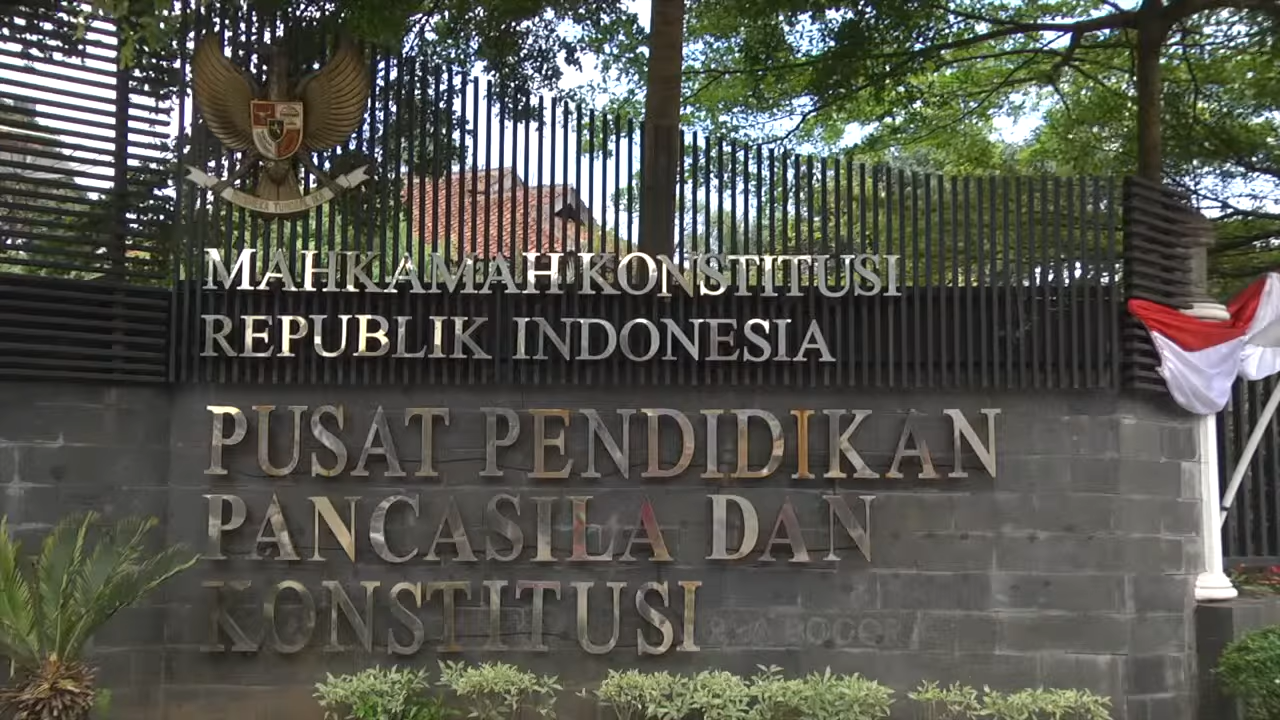 MAHKAMAH KONSTITUSI
REPUBLIK INDONESIA
PUSAT PENDIDIKAN
PANCASILA DAN
KONSTITUSI